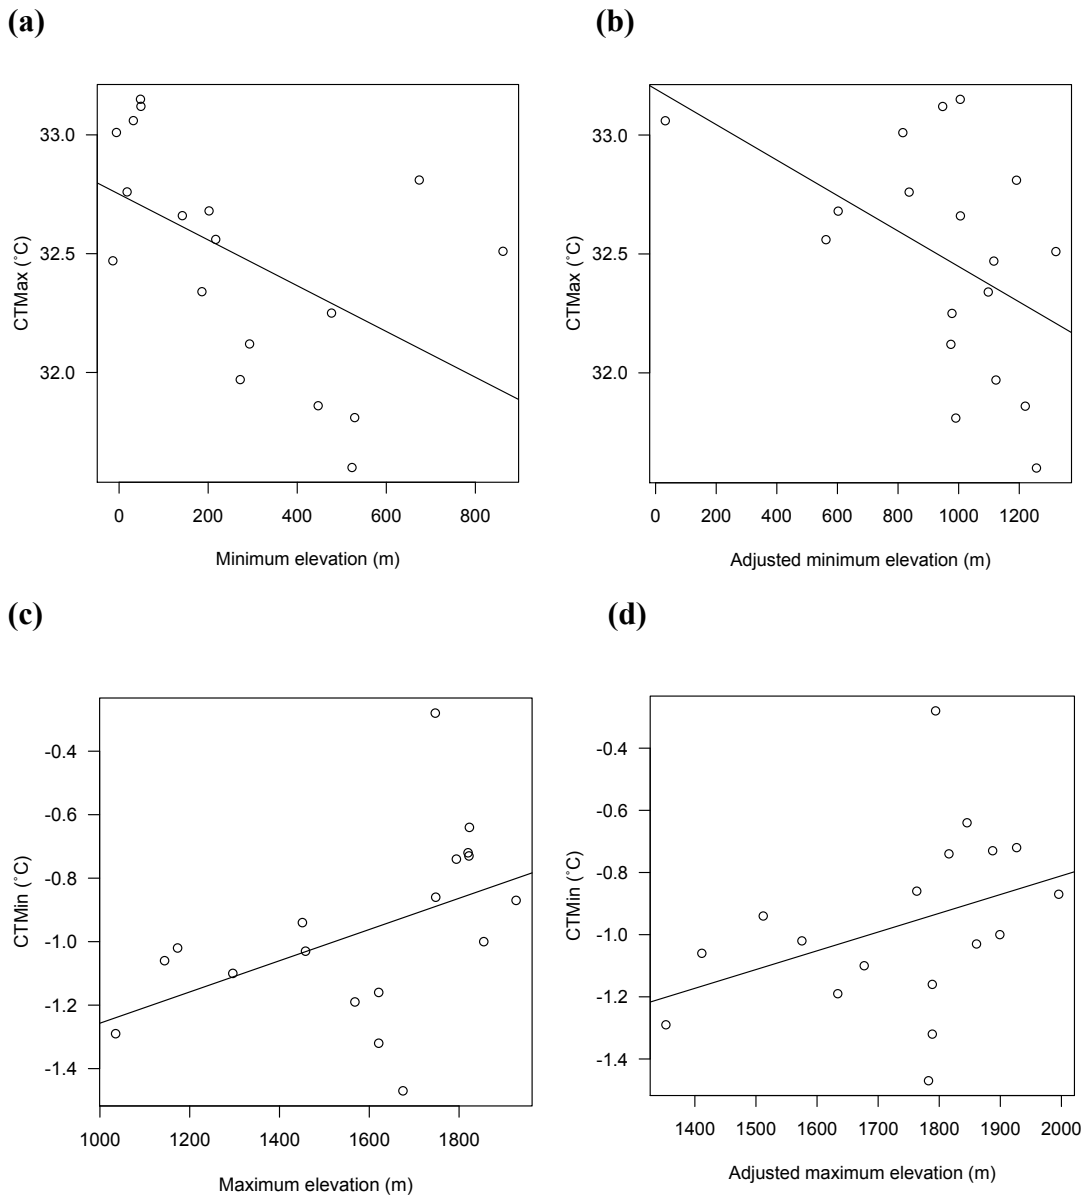 (a)
33.0
32.5
32.0
CTMax (˚C)
0 200 400 600 800
Minimum elevation (m)
(b)
33.0
32.5
32.0
CTMax (˚C)
0 200 400 600 800 1000 1200
Adjusted minimum elevation (m)
(c)
-0.4
-0.6
-0.8
-1.0
-1.2
-1.4
CTMin (˚C)
1000 1200 1400 1600 1800
Maximum elevation (m)
(d)
-0.4
-0.6
-0.8
-1.0
-1.2
-1.4
CTMin (˚C)
1400 1500 1600 1700 1800 1900 2000
Adjusted maximum elevation (m)